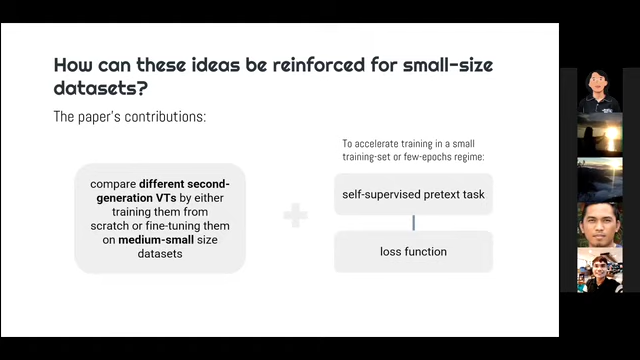 How can these ideas be reinforced for small-size
datasets?
The paper's contributions:
To accelerate training in a small
training-set or few-epochs regime:
compare different second-
generation VTs by either
training them from
scratch or fine-tuning them
on medium-small size
datasets
self-supervised pretext task
loss function